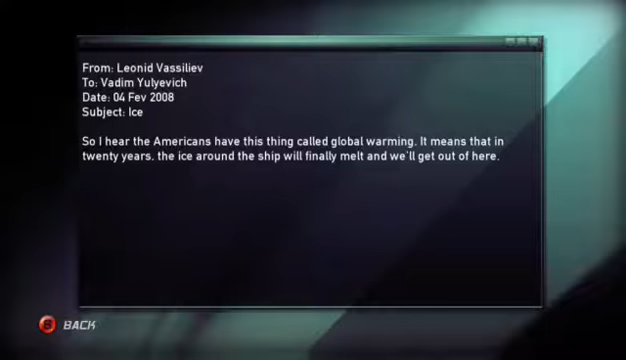 From: Leonid Vassiliev
To: Vadim Yulyevich
Date: 04 Fev 2008
Subject: Ice
So I hear the Americans have this thing called global warming. It means that in
twenty years. the ice around the ship will finally melt and we'll get out of here.
B BACK